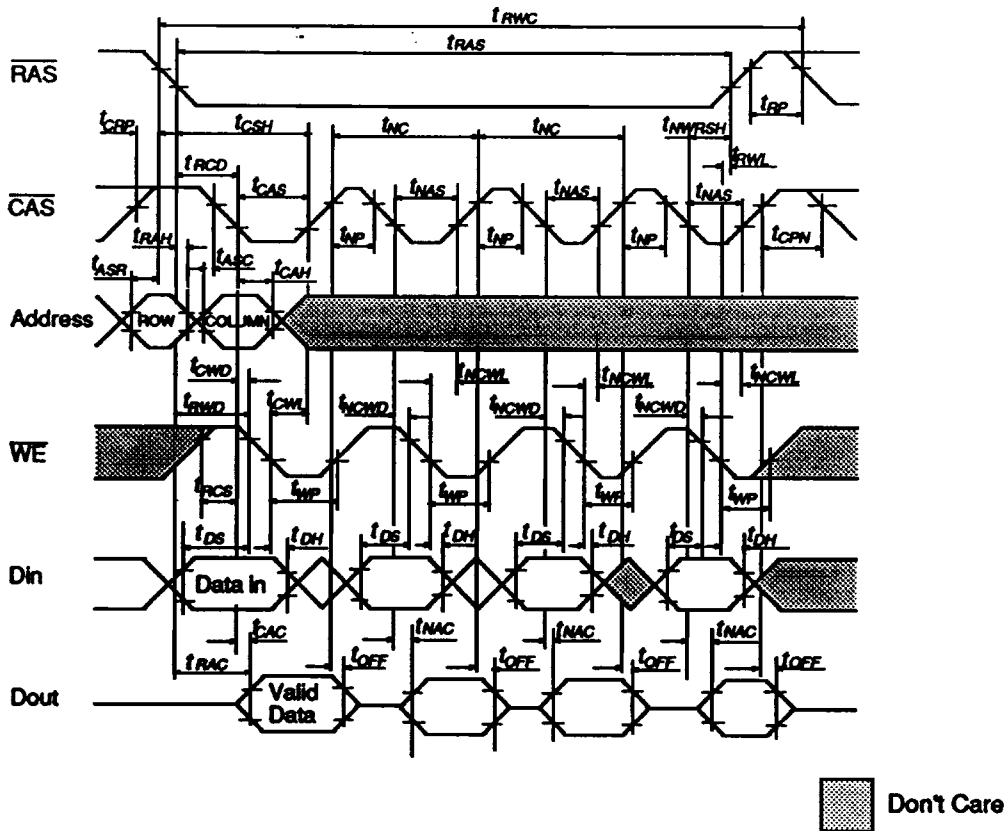 tRWC
tRAS
RAS
tRP
tCRP
tCSH
tNC
tNC
tNWRSH
tRWL
tRCD
tCAS
tNAS
tNAS
tNAS
CAS
tRAH
tNP
tNP
tNP
tCPN
tASR
tASC
tCAH
Address
ROW
COLUMN
tCWD
tNCWL
tNCWL
tNCWL
tRWD
tCWL
tNCWD
tNCWD
tNCWD
WE
tRCS
tWP
tWP
tWP
tWP
tDS
tDH
tDS
tDH
tDS
tDH
tDS
tDH
Din
Data in
tCAC
tNAC
tNAC
tNAC
tRAC
tOFF
tOFF
tOFF
tOFF
Dout
Valid
Data
Don't Care